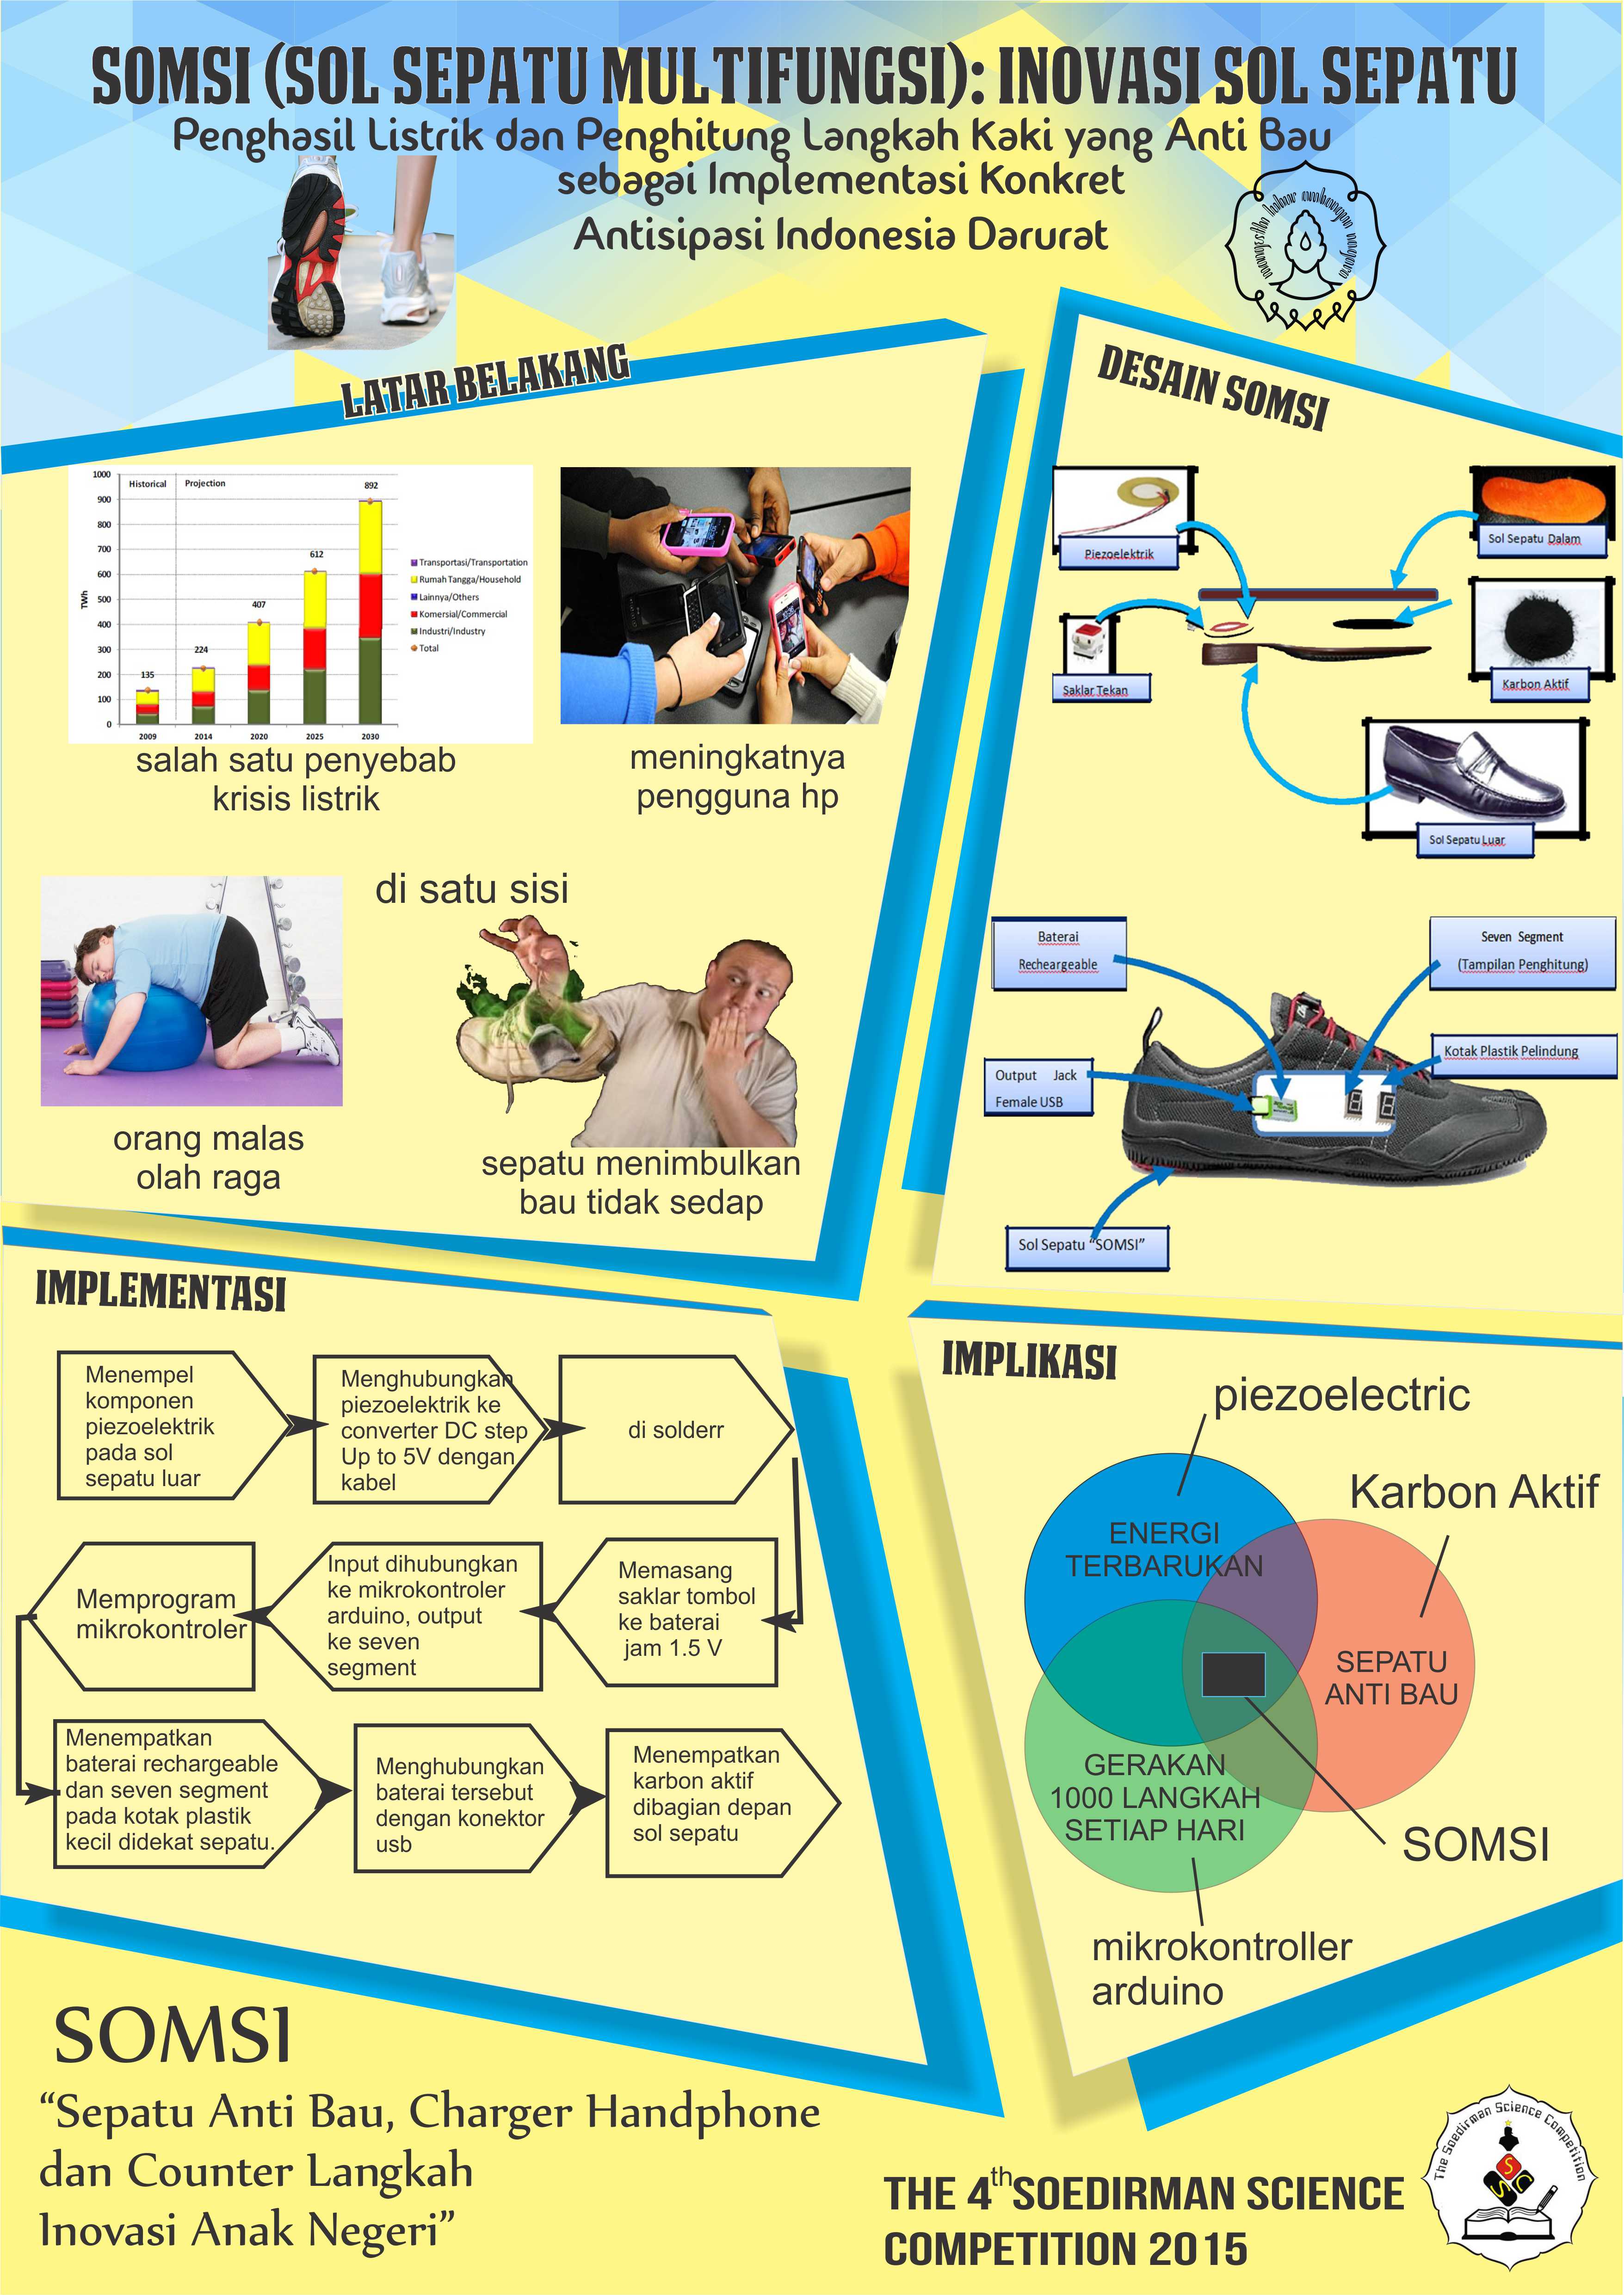 SOMSI (SOL SEPATU MULTIFUNGSI): INOVASI SOL SEPATU
Penghasil Listrik dan Penghitung Langkah Kaki yang Anti Bau
sebagai Implementasi Konkret
Antisipasi Indonesia Darurat
LATAR BELAKANG
1000
900
800
700
600
500
400
300
200
100
0
TWh
Historical
Projection
135
224
407
612
892
2009
2014
2020
2025
2030
Transportasi/Transportation
Rumah Tangga/Household
Lainnya/Others
Komersial/Commercial
Industri/Industry
Total
salah satu penyebab
krisis listrik
meningkatnya
pengguna hp
di satu sisi
orang malas
olah raga
sepatu menimbulkan
bau tidak sedap
DESAIN SOMSI
Piezoelektrik
Sol Sepatu Dalam
Saklar Tekan
Karbon Aktif
Sol Sepatu Luar
Baterai
Recheargeable
Seven Segment
(Tampilan Penghitung)
Output Jack
Female USB
Kotak Plastik Pelindung
Sol Sepatu "SOMSI"
IMPLEMENTASI
Menempel
komponen
piezoelektrik
pada sol
sepatu luar
Menghubungkan
piezoelektrik ke
converter DC step
Up to 5V dengan
kabel
di solderr
Memasang
saklar tombol
ke baterai
jam 1.5 V
Input dihubungkan
ke mikrokontroler
arduino, output
ke seven
segment
Memprogram
mikrokontroler
Menempatkan
baterai rechargeable
dan seven segment
pada kotak plastik
kecil didekat sepatu.
Menghubungkan
baterai tersebut
dengan konektor
usb
Menempatkan
karbon aktif
dibagian depan
sol sepatu
IMPLIKASI
piezoelectric
Karbon Aktif
ENERGI
TERBARUKAN
SEPATU
ANTI BAU
GERAKAN
1000 LANGKAH
SETIAP HARI
SOMSI
mikrokontroller
arduino
SOMSI
“Sepatu Anti Bau, Charger Handphone
dan Counter Langkah
Inovasi Anak Negeri”
THE 4th SOEDIRMAN SCIENCE
COMPETITION 2015
The Soedirman Science Competition
S
S
C